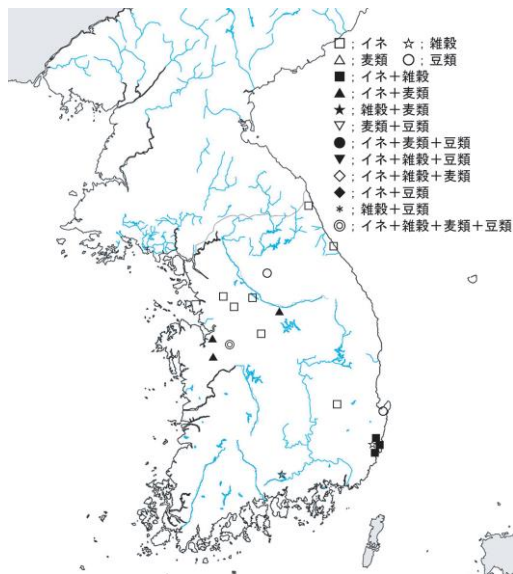 □；イネ ☆；雑穀
△；麦類 ○；豆類
■；イネ＋雑穀
▲；イネ＋麦類
★；雑穀＋麦類
▽；麦類＋豆類
●；イネ＋麦類＋豆類
▼；イネ＋雑穀＋豆類
◇；イネ＋雑穀＋麦類
◆；イネ＋豆類
＊；雑穀＋豆類
◎；イネ＋雑穀＋麦類＋豆類